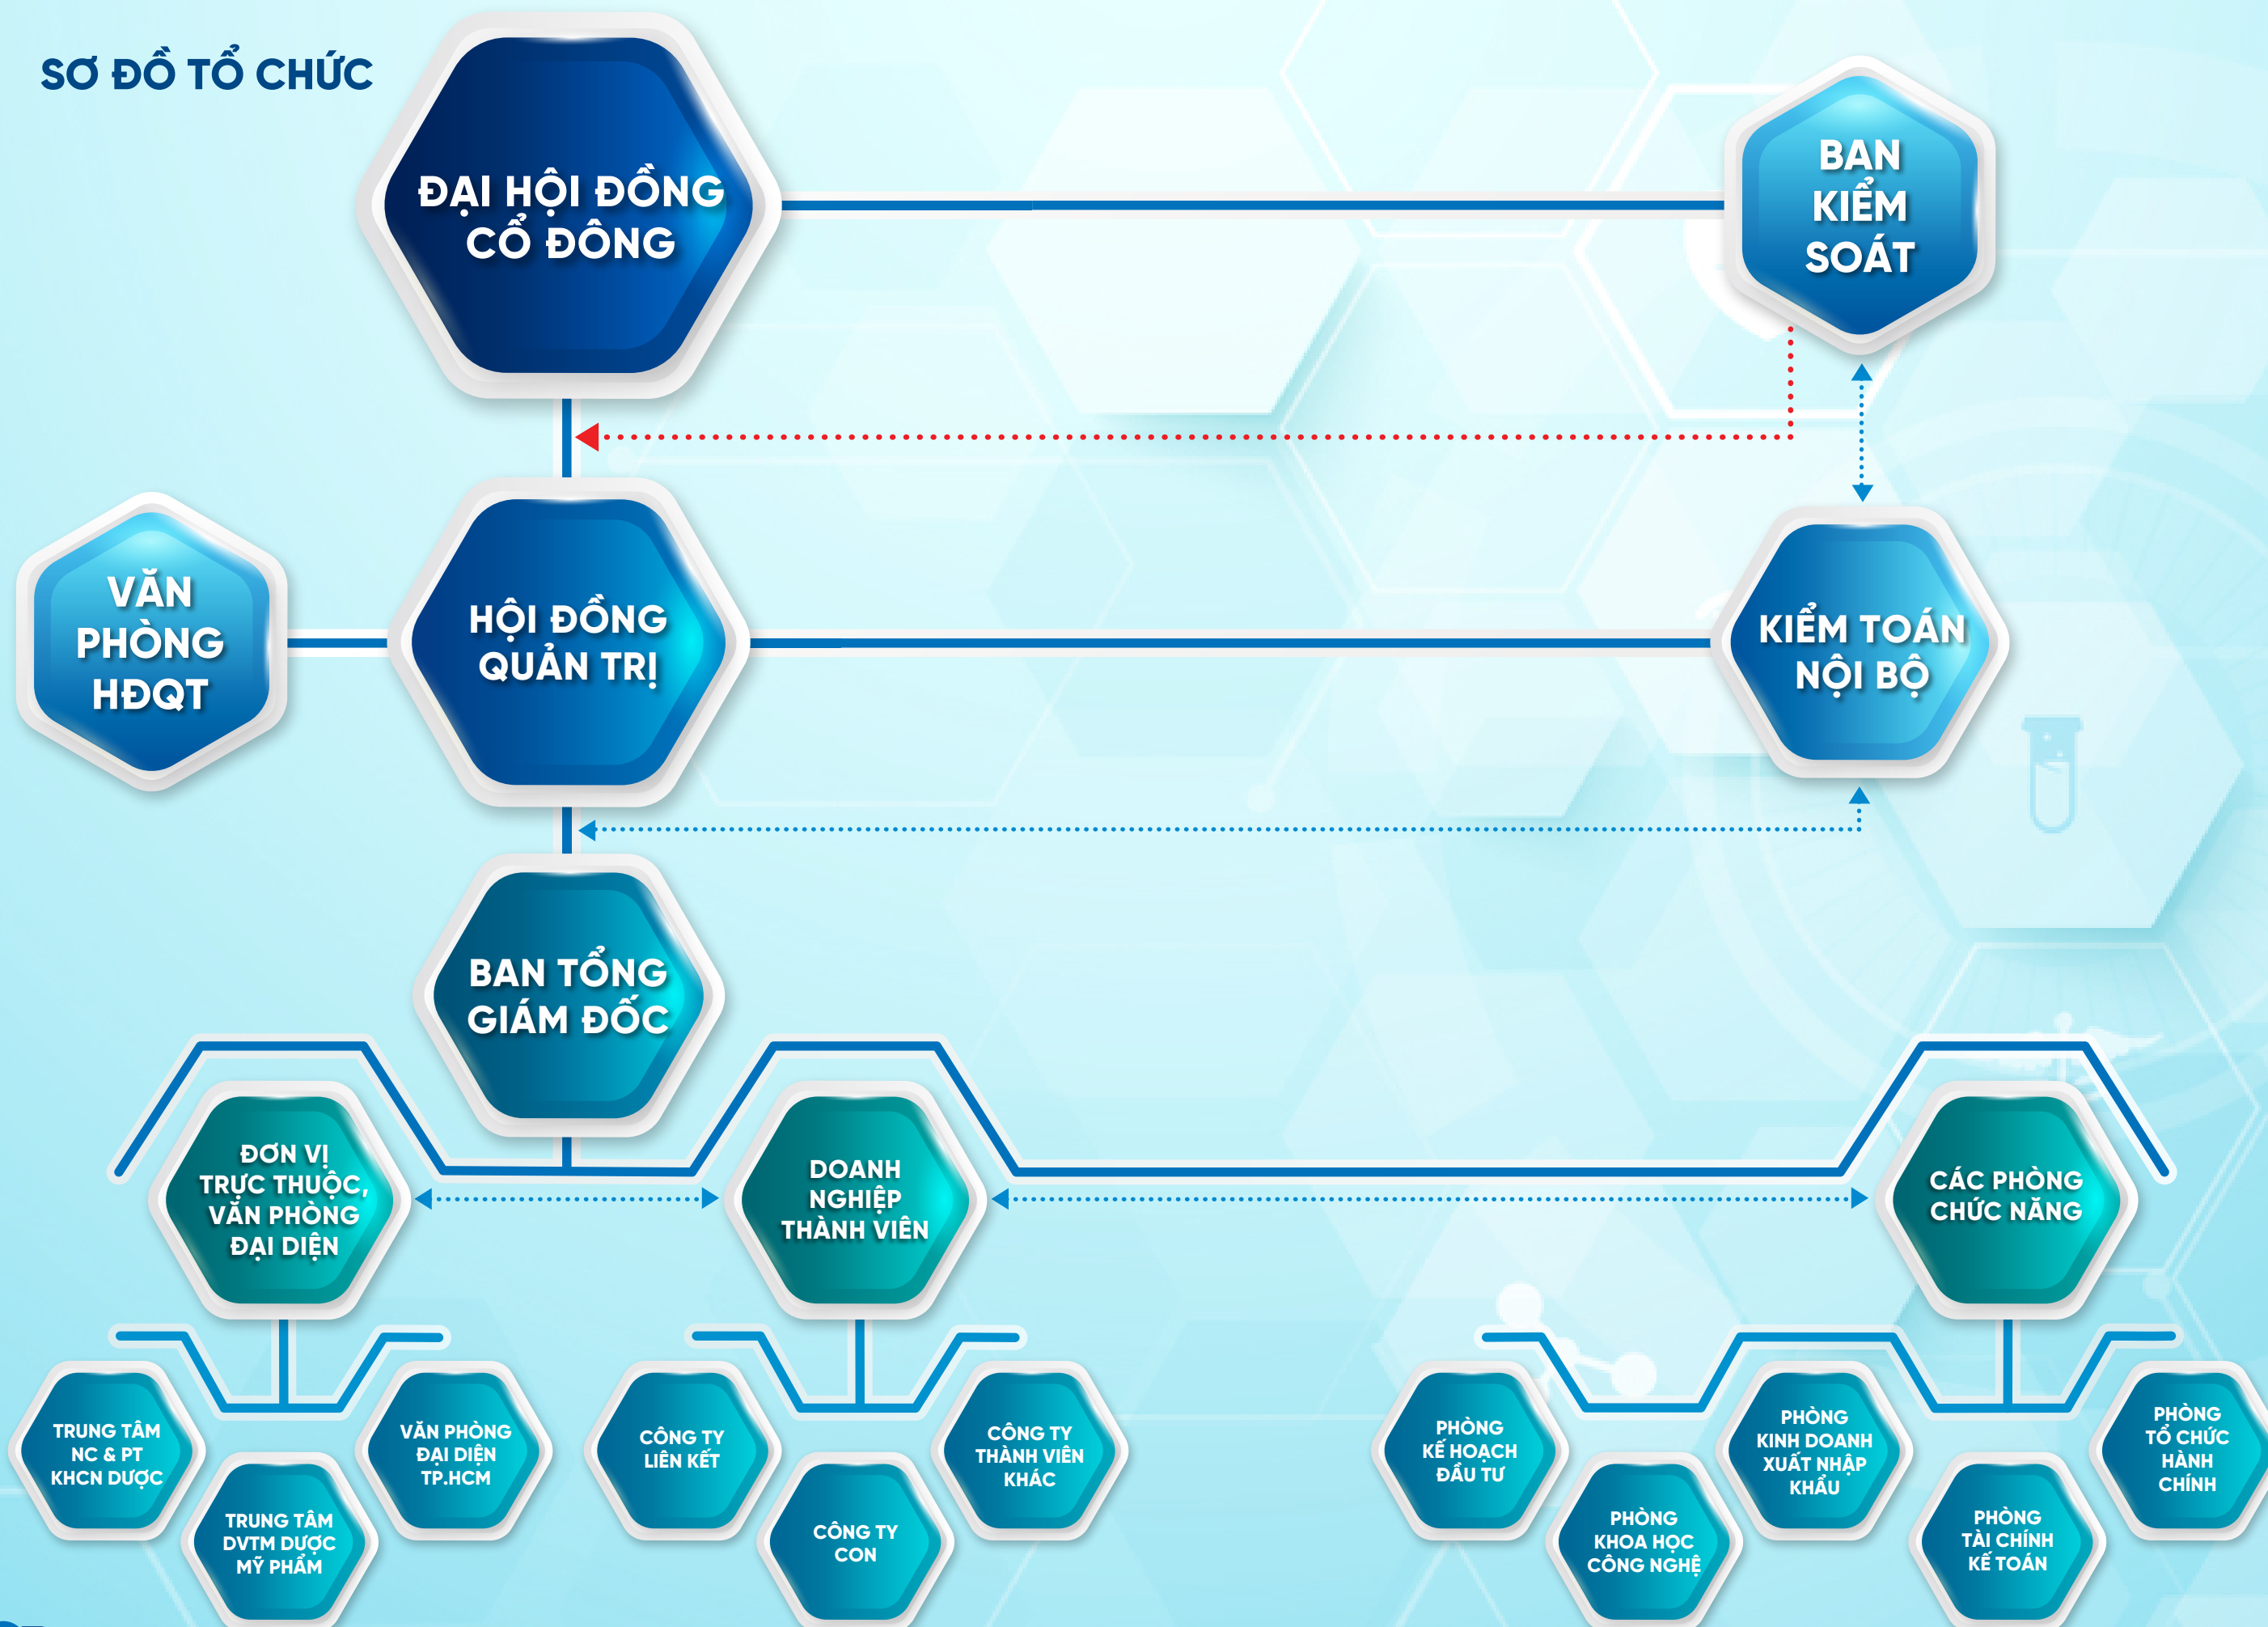 SƠ ĐỒ TỔ CHỨC
ĐẠI HỘI ĐỒNG
CỔ ĐÔNG
BAN
KIỂM
SOÁT
VĂN
PHÒNG
HĐQT
HỘI ĐỒNG
QUẢN TRỊ
KIỂM TOÁN
NỘI BỘ
BAN TỔNG
GIÁM ĐỐC
ĐƠN VỊ
TRỰC THUỘC,
VĂN PHÒNG
ĐẠI DIỆN
DOANH
NGHIỆP
THÀNH VIÊN
CÁC PHÒNG
CHỨC NĂNG
TRUNG TÂM
NC & PT
KHCN DƯỢC
TRUNG TÂM
DVTM DƯỢC
MỸ PHẨM
VĂN PHÒNG
ĐẠI DIỆN
TP.HCM
CÔNG TY
LIÊN KẾT
CÔNG TY
CON
CÔNG TY
THÀNH VIÊN
KHÁC
PHÒNG
KẾ HOẠCH
ĐẦU TƯ
PHÒNG
KHOA HỌC
CÔNG NGHỆ
PHÒNG
KINH DOANH
XUẤT NHẬP
KHẨU
PHÒNG
TÀI CHÍNH
KẾ TOÁN
PHÒNG
TỔ CHỨC
HÀNH
CHÍNH